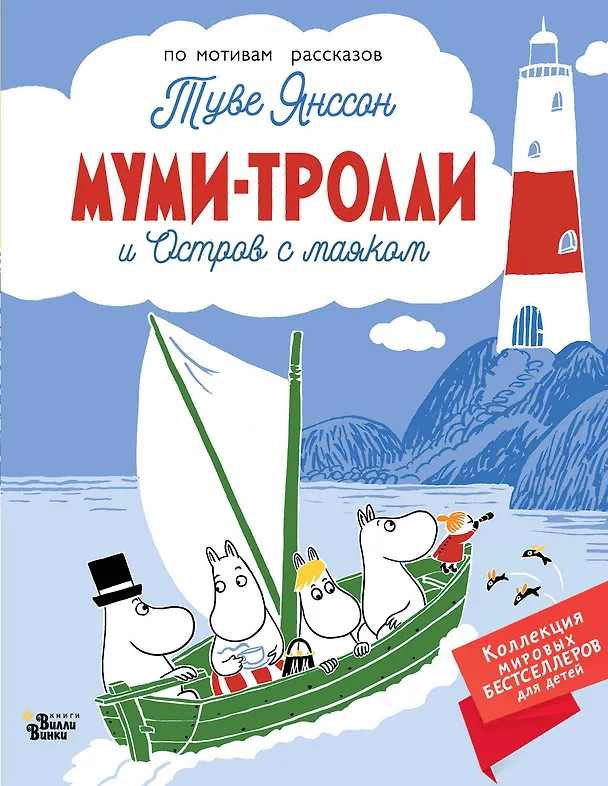 по мотивам рассказов
Туве Янссон
МУМИ-ТРОЛЛИ
и Остров с маяком
Коллекция
мировых
БЕСТСЕЛЛЕРОВ
для детей
КНИГИ
Вилли
Винки